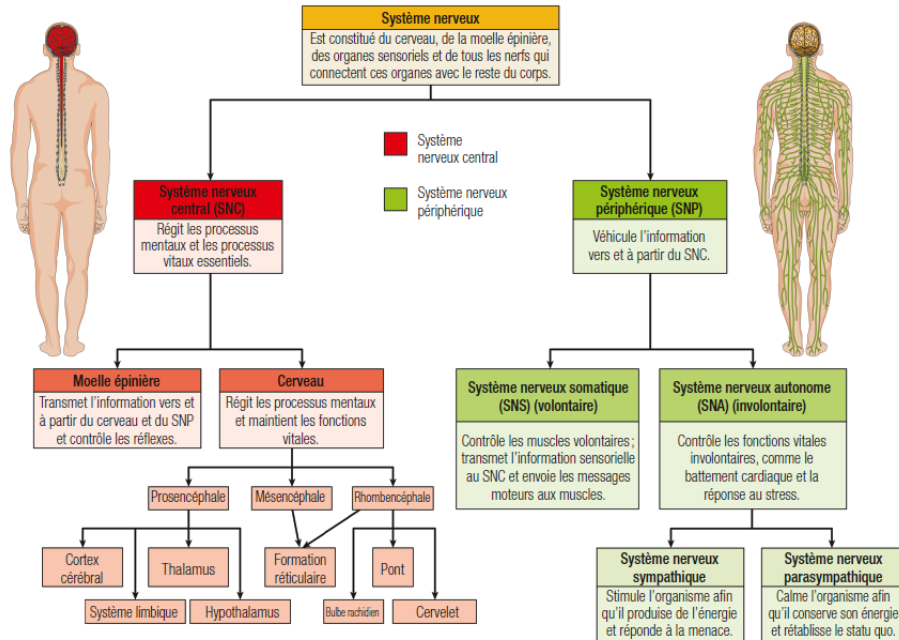 Système nerveux
Est constitué du cerveau, de la moelle épinière,
des organes sensoriels et de tous les nerfs qui
connectent ces organes avec le reste du corps.
Système
nerveux central
Système nerveux
périphérique
Système nerveux
central (SNC)
Régit les processus
mentaux et les processus
vitaux essentiels.
Système nerveux
périphérique (SNP)
Véhicule l'information
vers et à partir du SNC.
Moelle épinière
Transmet l'information vers et
à partir du cerveau et du SNP
et contrôle les réflexes.
Cerveau
Régit les processus mentaux
et maintient les fonctions
vitales.
Système nerveux somatique
(SNS) (volontaire)
Contrôle les muscles volontaires ;
transmet l'information sensorielle
au SNC et envoie les messages
moteurs aux muscles.
Système nerveux autonome
(SNA) (involontaire)
Contrôle les fonctions vitales
involontaires, comme le
battement cardiaque et la
réponse au stress.
Prosencéphale
Mésencéphale
Rhombencéphale
Cortex
cérébral
Thalamus
Formation
réticulaire
Pont
Système limbique
Hypothalamus
Bulbe rachidien
Cervelet
Système nerveux
sympathique
Stimule l'organisme afin
qu'il produise de l'énergie
et réponde à la menace.
Système nerveux
parasympathique
Calme l'organisme afin
qu'il conserve son énergie
et rétablisse le statu quo.